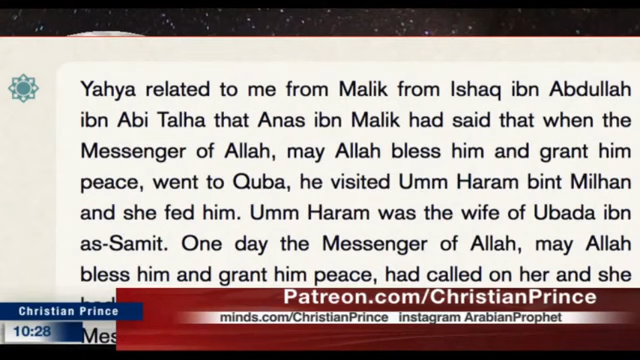 Yahya related to me from Malik from Ishaq ibn Abdullah
ibn Abi Talha that Anas ibn Malik had said that when the
Messenger of Allah, may Allah bless him and grant him
peace, went to Quba, he visited Umm Haram bint Milhan
and she fed him. Umm Haram was the wife of Ubada ibn
as-Samit. One day the Messenger of Allah, may Allah
bless him and grant him peace, had called on her and she
Patreon.com/ChristianPrince
Christian Prince
minds.com/ChristianPrince instagram ArabianProphet
10:28
Mes